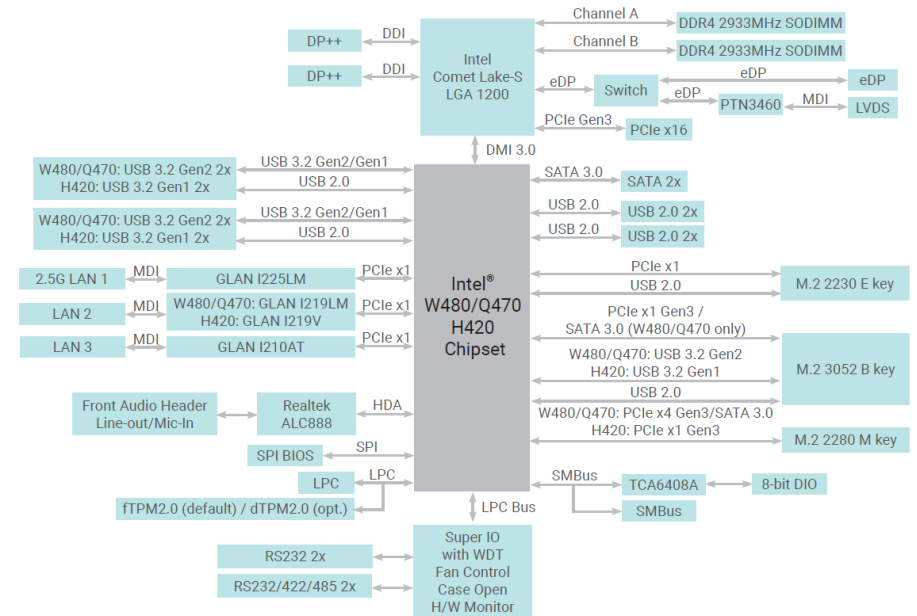 Channel A
DDR4 2933MHz SODIMM
DP++
DDI
Intel
Comet Lake-S
LGA 1200
Channel B
DDR4 2933MHz SODIMM
DP++
DDI
eDP
Switch
eDP
eDP
eDP
PTN3460
MDI
LVDS
PCIe Gen3
PCIe x16
DMI 3.0
W480/Q470: USB 3.2 Gen2 2x
H420: USB 3.2 Gen1 2x
USB 3.2 Gen2/Gen1
USB 2.0
W480/Q470: USB 3.2 Gen2 2x
H420: USB 3.2 Gen1 2x
USB 3.2 Gen2/Gen1
USB 2.0
SATA 3.0
SATA 2x
USB 2.0
USB 2.0 2x
USB 2.0
USB 2.0 2x
2.5G LAN 1
MDI
GLAN I225LM
PCIe x1
LAN 2
MDI
W480/Q470: GLAN I219LM
H420: GLAN I219V
PCIe x1
LAN 3
MDI
GLAN I210AT
PCIe x1
Intel®
W480/Q470
H420
Chipset
PCIe x1
USB 2.0
M.2 2230 E key
PCIe x1 Gen3 /
SATA 3.0 (W480/Q470 only)
W480/Q470: USB 3.2 Gen2
H420: USB 3.2 Gen1
USB 2.0
M.2 3052 B key
W480/Q470: PCIe x4 Gen3/SATA 3.0
H420: PCIe x1 Gen3
M.2 2280 M key
Front Audio Header
Line-out/Mic-In
Realtek
ALC888
HDA
SPI BIOS
SPI
LPC
LPC
fTPM2.0 (default) / dTPM2.0 (opt.)
SMBus
TCA6408A
8-bit DIO
SMBus
LPC Bus
RS232 2x
RS232/422/485 2x
Super IO
with WDT
Fan Control
Case Open
H/W Monitor